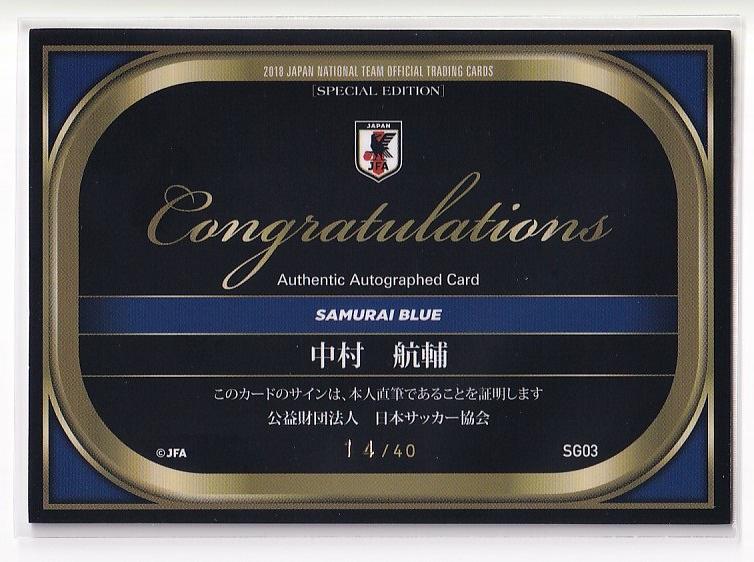 2018 JAPAN NATIONAL TEAM OFFICIAL TRADING CARDS
[SPECIAL EDITION]
JAPAN
JFA
Congratulations
Authentic Autographed Card
SAMURAI BLUE
中村 航輔
このカードのサインは、本人直筆であることを証明します
公益財団法人 日本サッカー協会
©JFA 14/40 SG03